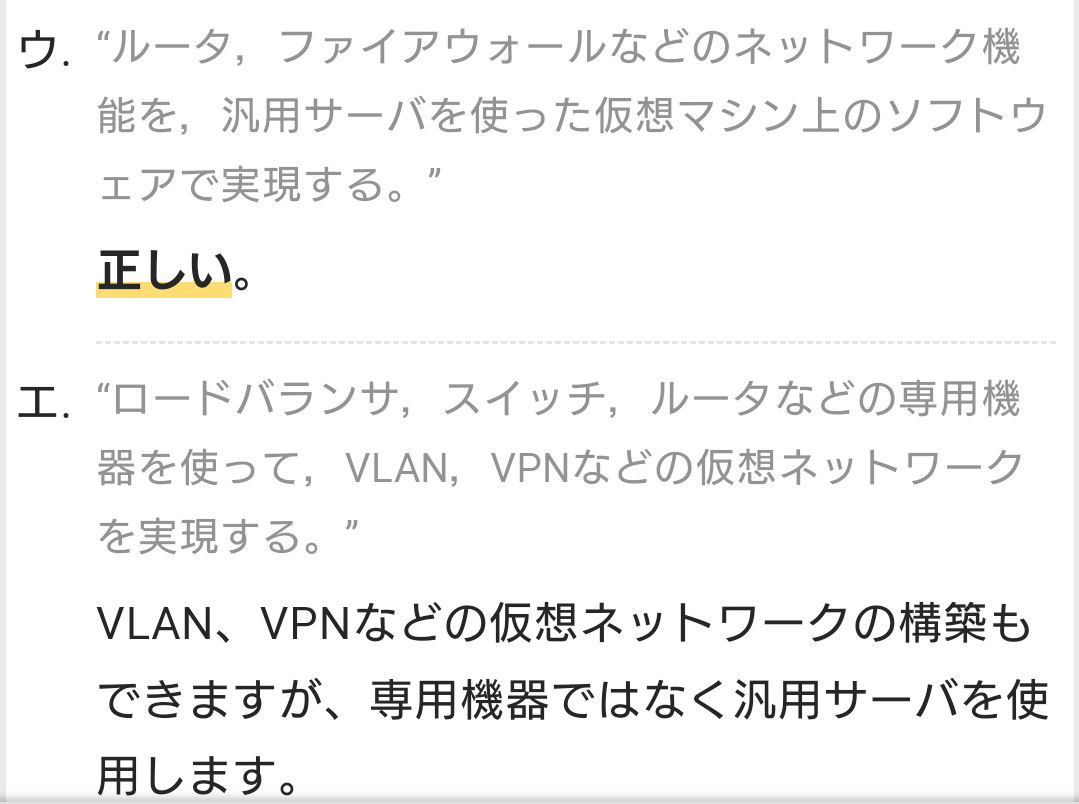 ウ. “ルータ，ファイアウォールなどのネットワーク機
能を，汎用サーバを使った仮想マシン上のソフトウ
ェアで実現する。”
正しい。
エ. “ロードバランサ，スイッチ，ルータなどの専用機
器を使って，VLAN，VPNなどの仮想ネットワーク
を実現する。”
VLAN、VPNなどの仮想ネットワークの構築も
できますが、専用機器ではなく汎用サーバを使
用します。